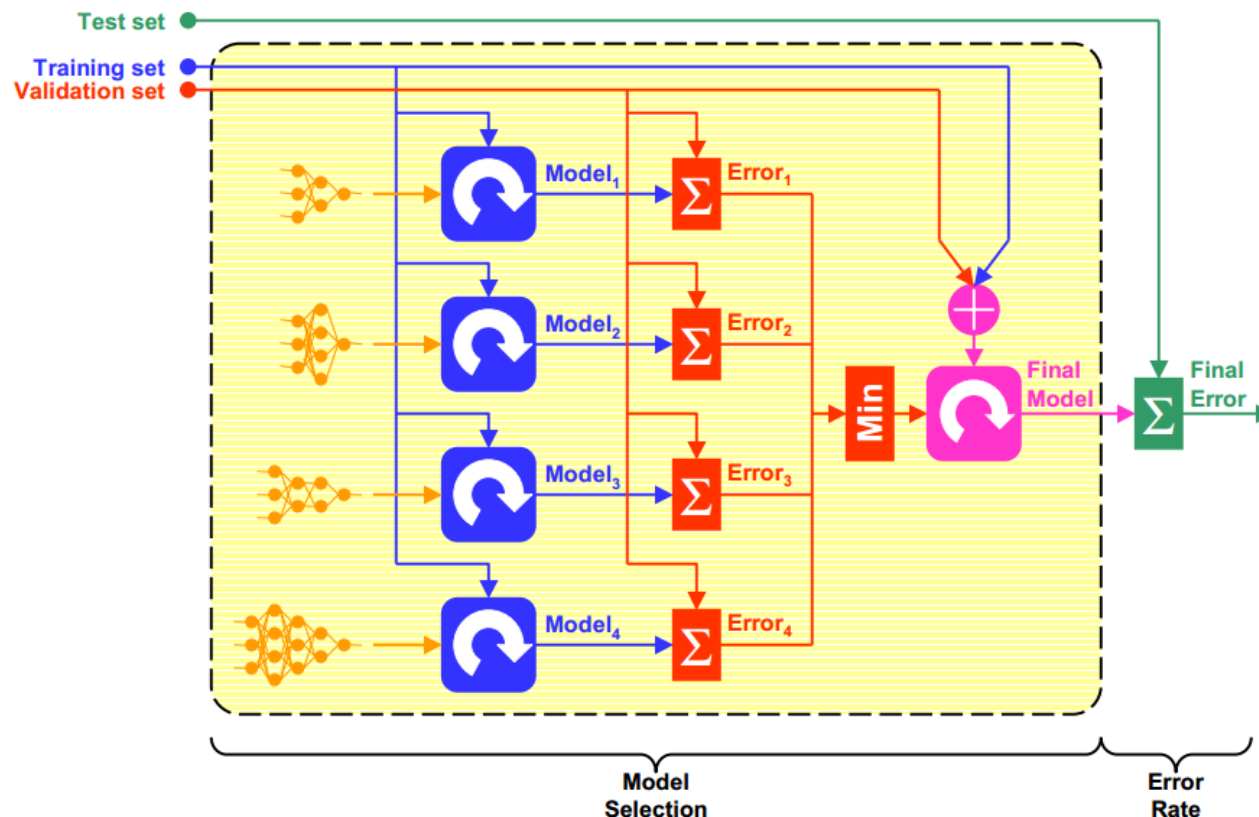 Test set
Training set
Validation set
Model₁
Error₁
Σ
Model₂
Error₂
Σ
Final
Model
Final
Error
Min
Σ
Model₃
Error₃
Σ
Model₄
Error₄
Σ
Model
Selection
Error
Rate